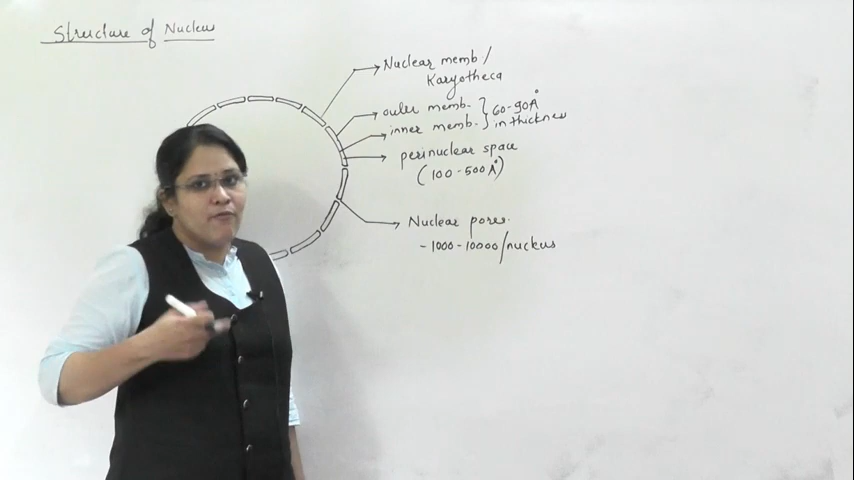 Structure of Nucleus
Nuclear memb/
Karyotheca
outer memb. } 60-90Å
inner memb. } in thickness
perinuclear space
(100-500Å)
Nuclear pores.
-1000-10000/nucleus